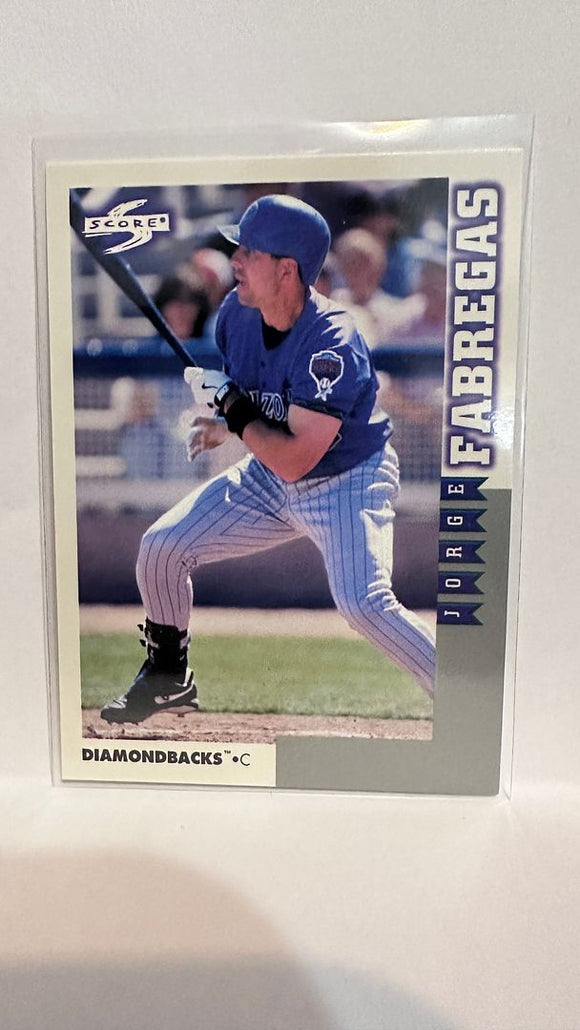 SCORE®
FABREGAS
JORGE
DIAMONDBACKS™ •C